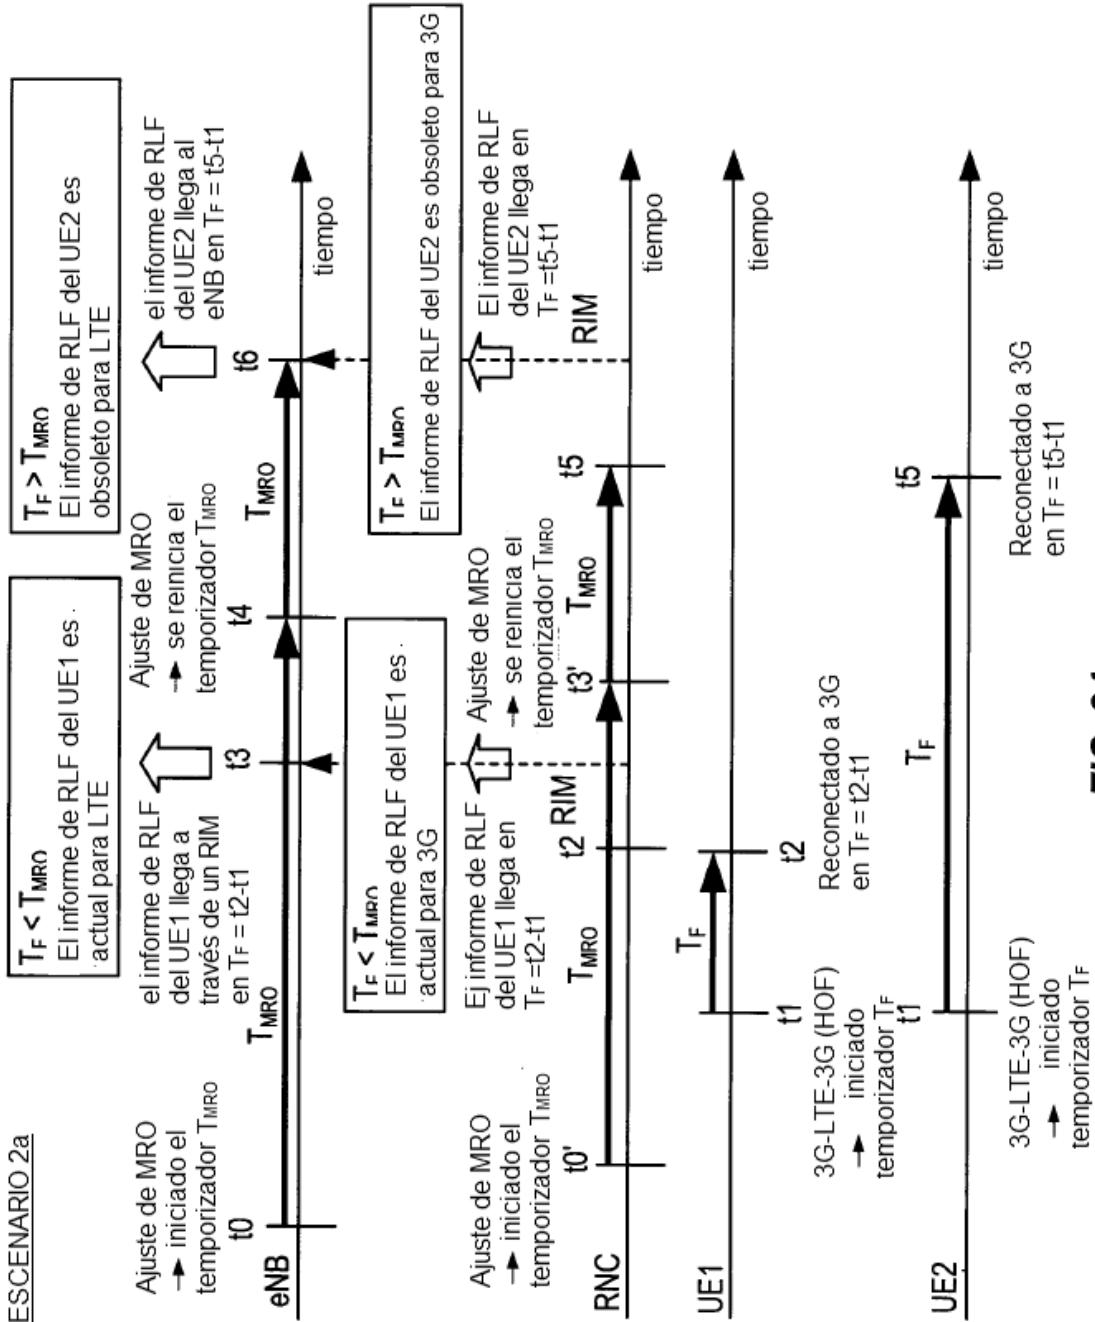 ESCENARIO 2a
TF < TMRO
El informe de RLF del UE1 es
actual para LTE
TF > TMRO
El informe de RLF del UE2 es
obsoleto para LTE
Ajuste de MRO
→ iniciado el
temporizador TMRO
el informe de RLF
del UE1 llega a
través de un RIM
en TF = t2-t1
Ajuste de MRO
→ se reinicia el
temporizador TMRO
el informe de RLF
del UE2 llega al
eNB en TF = t5-t1
t0
TMRO
t3
t4
TMRO
t6
eNB
tiempo
TF < TMRO
El informe de RLF del UE1 es
actual para 3G
TF > TMRO
El informe de RLF del UE2 es obsoleto para 3G
Ajuste de MRO
→ iniciado el
temporizador TMRO
Ej informe de RLF
del UE1 llega en
TF =t2-t1
Ajuste de MRO
→ se reinicia el
temporizador TMRO
El informe de RLF
del UE2 llega en
TF =t5-t1
t0'
TMRO
t2
RIM
t3'
TMRO
t5
RIM
RNC
tiempo
UE1
TF
tiempo
t1
t2
3G-LTE-3G (HOF)
→ iniciado
temporizador TF
Reconectado a 3G
en TF = t2-t1
UE2
TF
tiempo
t1
t5
3G-LTE-3G (HOF)
→ iniciado
temporizador TF
Reconectado a 3G
en TF = t5-t1